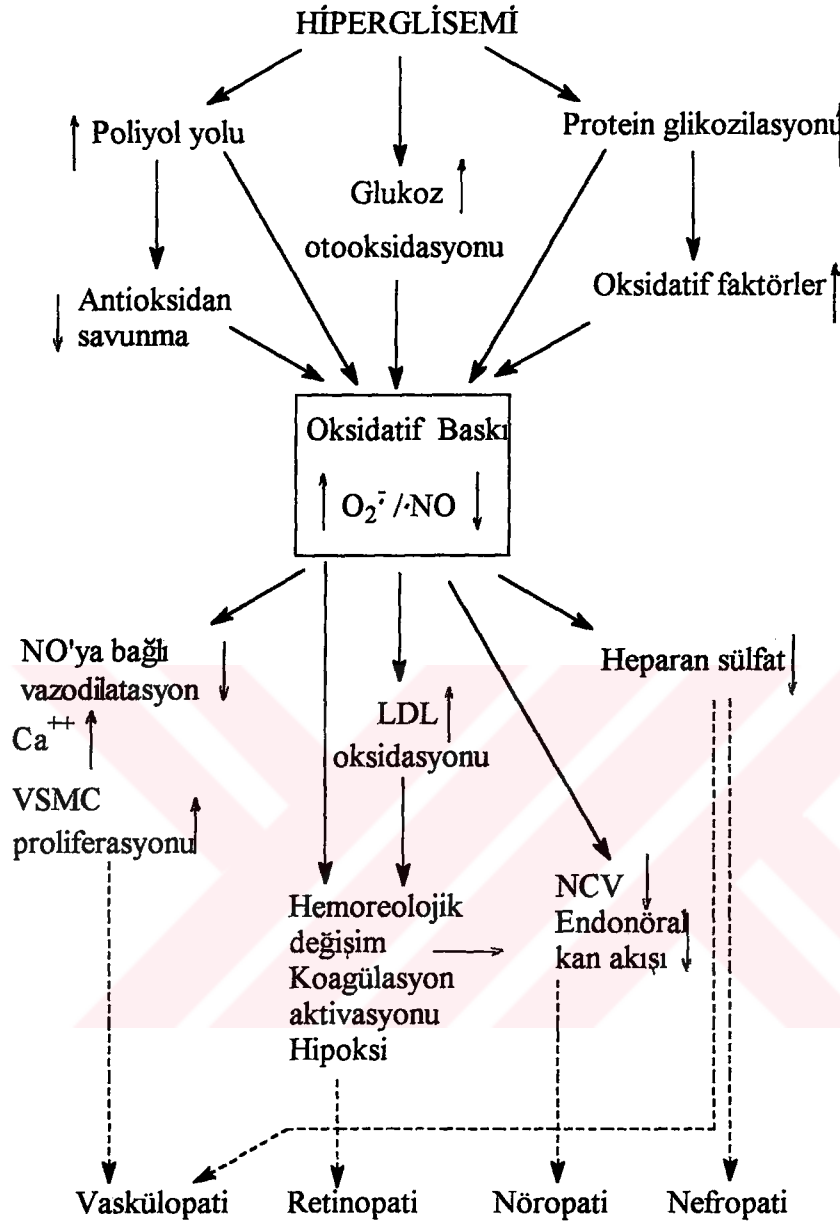 HİPERGLİSEMİ
Poliyol yolu
Protein glikozilasyonu
Glukoz
otooksidasyonu
Antioksidan
savunma
Oksidatif faktörler
Oksidatif Baskı
O₂⁻· /·NO
NO'ya bağlı
vazodilatasyon
Ca⁺⁺
VSMC
proliferasyonu
LDL
oksidasyonu
Heparan sülfat
Hemoreolojik
değişim
Koagülasyon
aktivasyonu
Hipoksi
NCV
Endonöral
kan akışı
Vaskülopati Retinopati Nöropati Nefropati